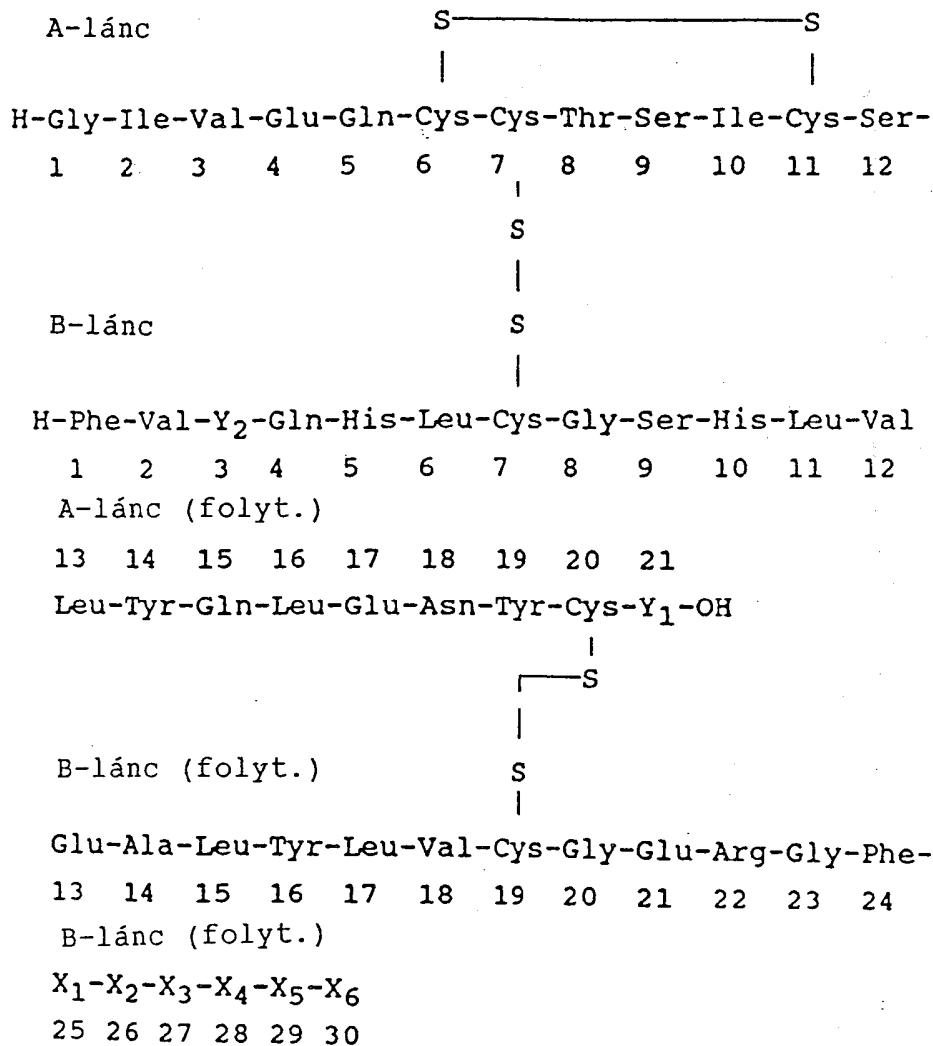 A-lánc
S S
H-Gly-Ile-Val-Glu-Gln-Cys-Cys-Thr-Ser-Ile-Cys-Ser-
1 2 3 4 5 6 7 8 9 10 11 12
S
B-lánc S
H-Phe-Val-Y2-Gln-His-Leu-Cys-Gly-Ser-His-Leu-Val
1 2 3 4 5 6 7 8 9 10 11 12
A-lánc (folyt.)
13 14 15 16 17 18 19 20 21
Leu-Tyr-Gln-Leu-Glu-Asn-Tyr-Cys-Y1-OH
S
B-lánc (folyt.) S
Glu-Ala-Leu-Tyr-Leu-Val-Cys-Gly-Glu-Arg-Gly-Phe-
13 14 15 16 17 18 19 20 21 22 23 24
B-lánc (folyt.)
X1-X2-X3-X4-X5-X6
25 26 27 28 29 30